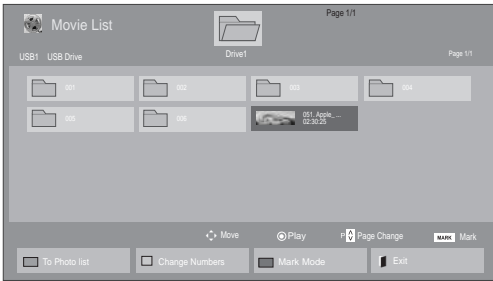 Movie List
Page 1/1
USB1 USB Drive
Drive1
Page 1/1
001
002
003
004
005
006
051. Apple_ ...
02:30:25
Move
Play
P Page Change
MARK Mark
To Photo list
Change Numbers
Mark Mode
Exit